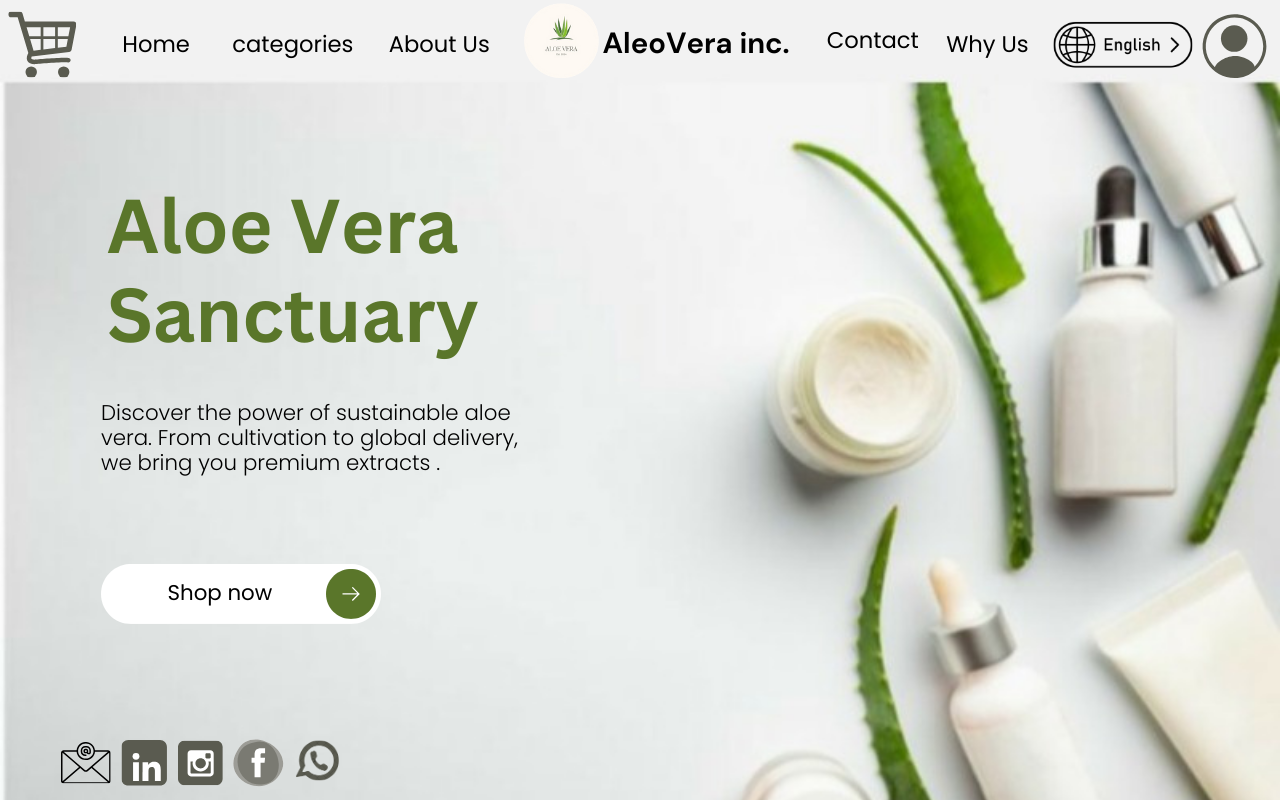 Home
categories
About Us
ALOE VERA
AleoVera inc.
Contact
Why Us
English
Aloe Vera
Sanctuary
Discover the power of sustainable aloe
vera. From cultivation to global delivery,
we bring you premium extracts .
Shop now
@
in
f